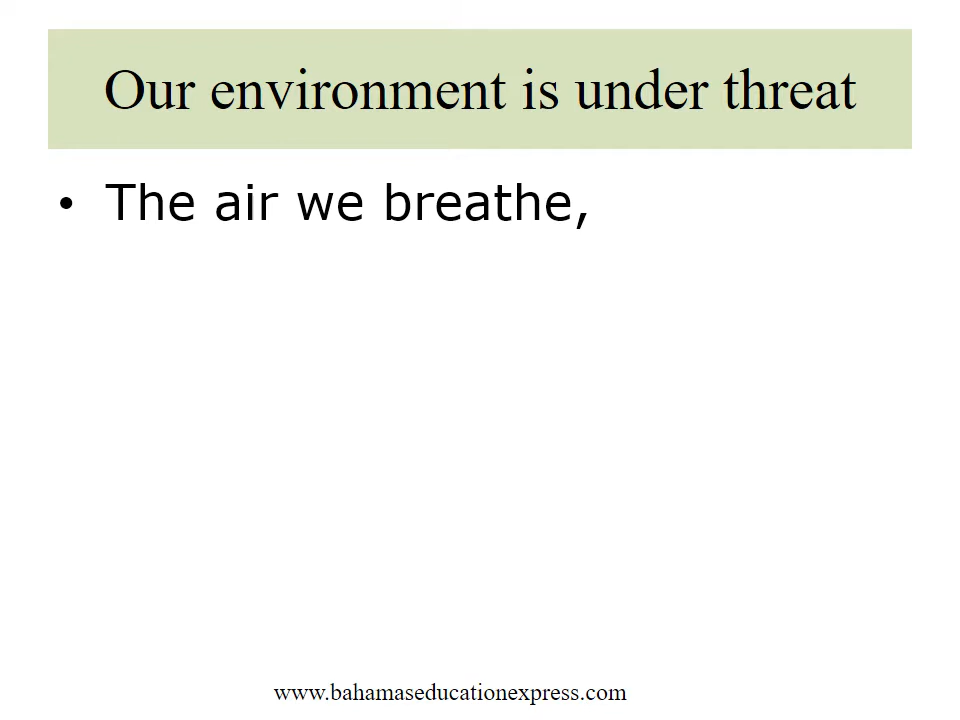 Our environment is under threat
• The air we breathe,
www.bahamaseducationexpress.com